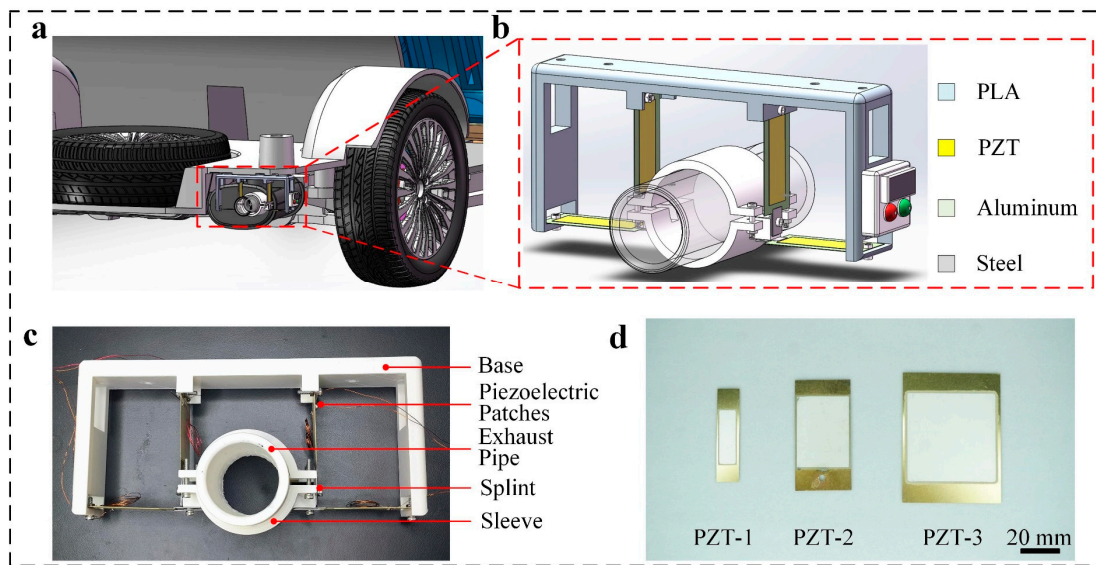 a
b
PLA
PZT
Aluminum
Steel
c
Base
Piezoelectric
Patches
Exhaust
Pipe
Splint
Sleeve
d
PZT-1
PZT-2
PZT-3
20 mm